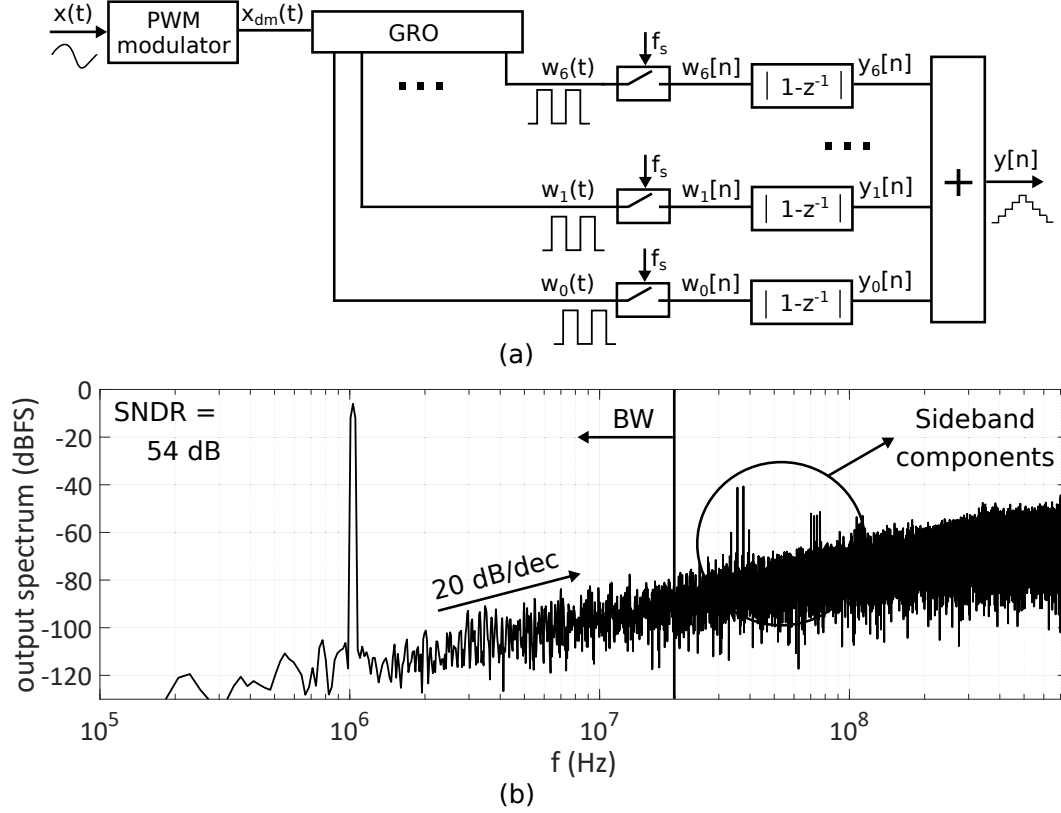 x(t)
PWM
modulator
x_dm(t)
GRO
w_6(t)
f_s
w_6[n]
| 1-z^-1 |
y_6[n]
w_1(t)
f_s
w_1[n]
| 1-z^-1 |
y_1[n]
+
y[n]
w_0(t)
f_s
w_0[n]
| 1-z^-1 |
y_0[n]
(a)
output spectrum (dBFS)
0
-20
-40
-60
-80
-100
-120
SNDR =
54 dB
BW
Sideband
components
20 dB/dec
10^5
10^6
10^7
10^8
f (Hz)
(b)